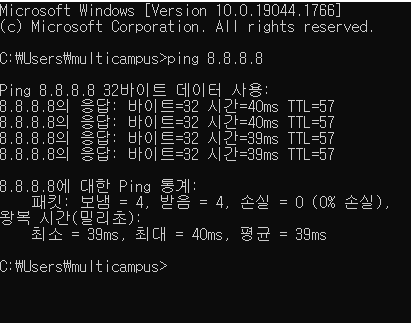 Microsoft Windows [Version 10.0.19044.1766]
(c) Microsoft Corporation. All rights reserved.
C:₩Users₩multicampus>ping 8.8.8.8
Ping 8.8.8.8 32바이트 데이터 사용:
8.8.8.8의 응답: 바이트=32 시간=40ms TTL=57
8.8.8.8의 응답: 바이트=32 시간=40ms TTL=57
8.8.8.8의 응답: 바이트=32 시간=39ms TTL=57
8.8.8.8의 응답: 바이트=32 시간=39ms TTL=57
8.8.8.8에 대한 Ping 통계:
패킷: 보냄 = 4, 받음 = 4, 손실 = 0 (0% 손실),
왕복 시간(밀리초):
최소 = 39ms, 최대 = 40ms, 평균 = 39ms
C:₩Users₩multicampus>